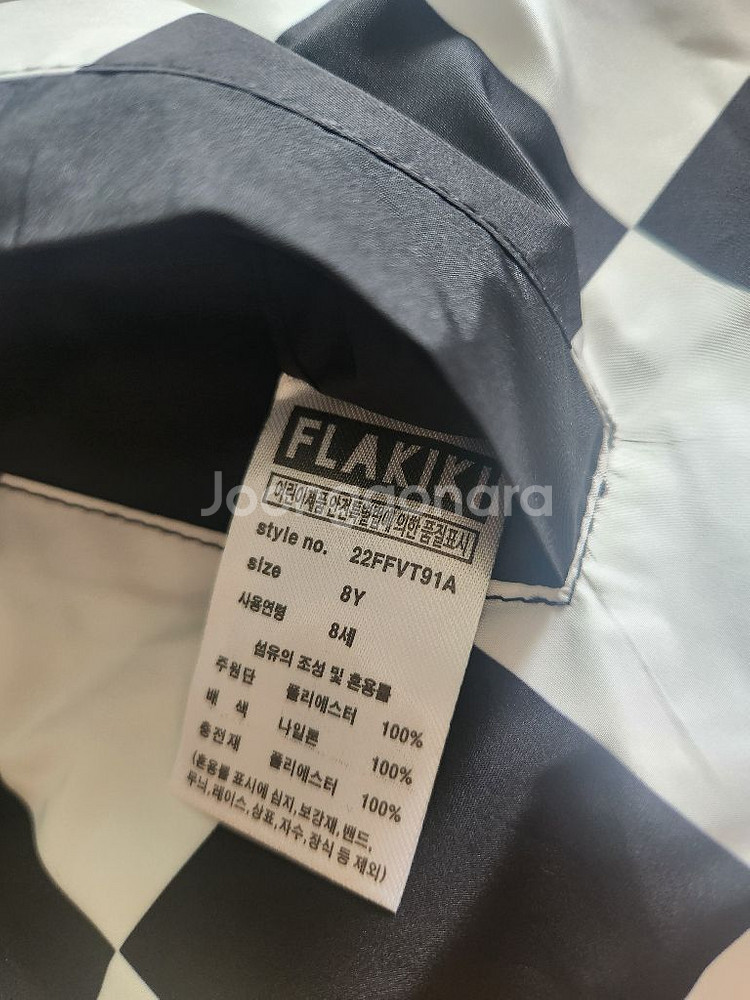 FLAKIKI
Joonggonara
어린이제품안전특별법에 의한 품질표시
style no. 22FFVT91A
size 8Y
사용연령 8세
섬유의 조성 및 혼용률
주원단 폴리에스터 100%
배 색 나일론 100%
충전재 폴리에스터 100%
(혼용률 표시에 심지,보강재,밴드,
무늬,레이스,상표,자수,장식 등 제외)